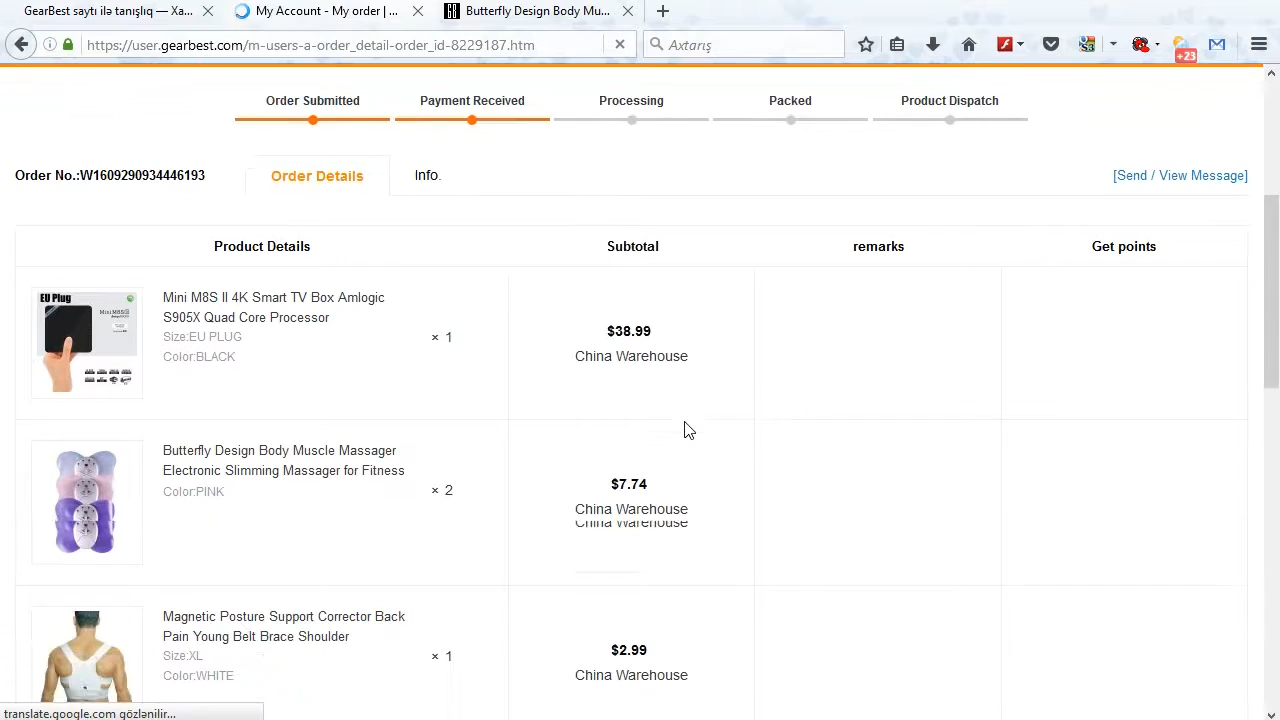 GearBest saytı ilə tanışlıq — Xa...
My Account - My order | ...
Butterfly Design Body Mu...
https://user.gearbest.com/m-users-a-order_detail-order_id-8229187.htm
Axtarış
+23
Order Submitted
Payment Received
Processing
Packed
Product Dispatch
Order No.:W1609290934446193
Order Details
Info.
[Send / View Message]
Product Details
Subtotal
remarks
Get points
EU Plug
Mini M8S II 4K Smart TV Box Amlogic
S905X Quad Core Processor
Size:EU PLUG
Color:BLACK
× 1
$38.99
China Warehouse
Butterfly Design Body Muscle Massager
Electronic Slimming Massager for Fitness
Color:PINK
× 2
$7.74
China Warehouse
China Warehouse
Magnetic Posture Support Corrector Back
Pain Young Belt Brace Shoulder
Size:XL
Color:WHITE
× 1
$2.99
China Warehouse
translate.google.com gözlənilir...